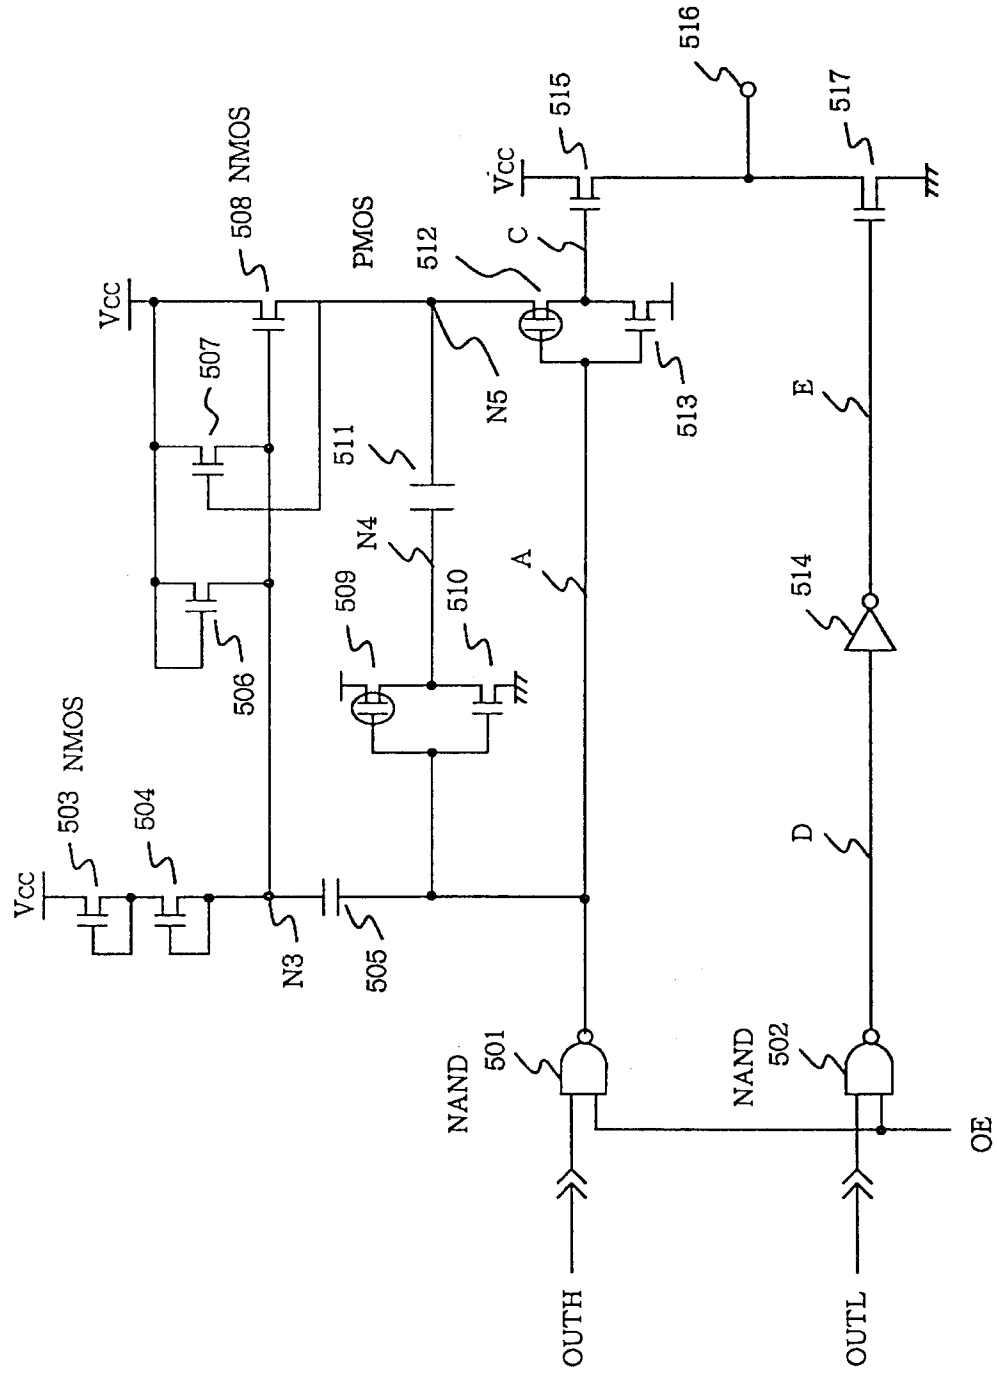 Vcc
503 NMOS
504
N3
505
506
507
Vcc
508 NMOS
509
510
N4
511
N5
PMOS
512
513
C
Vcc
515
516
517
A
NAND
501
NAND
502
D
514
E
OUTH
OUTL
OE